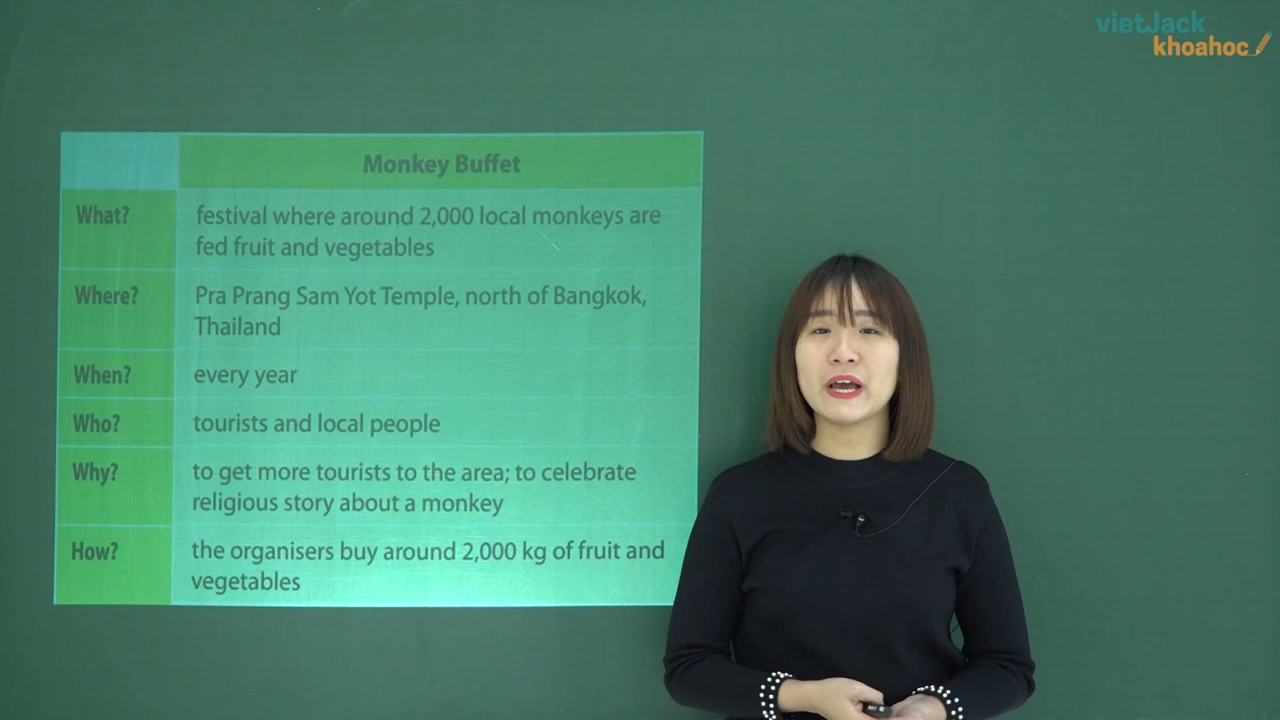 vietJack
khoahoc
Monkey Buffet
What?
festival where around 2,000 local monkeys are
fed fruit and vegetables
Where?
Pra Prang Sam Yot Temple, north of Bangkok,
Thailand
When?
every year
Who?
tourists and local people
Why?
to get more tourists to the area; to celebrate
religious story about a monkey
How?
the organisers buy around 2,000 kg of fruit and
vegetables